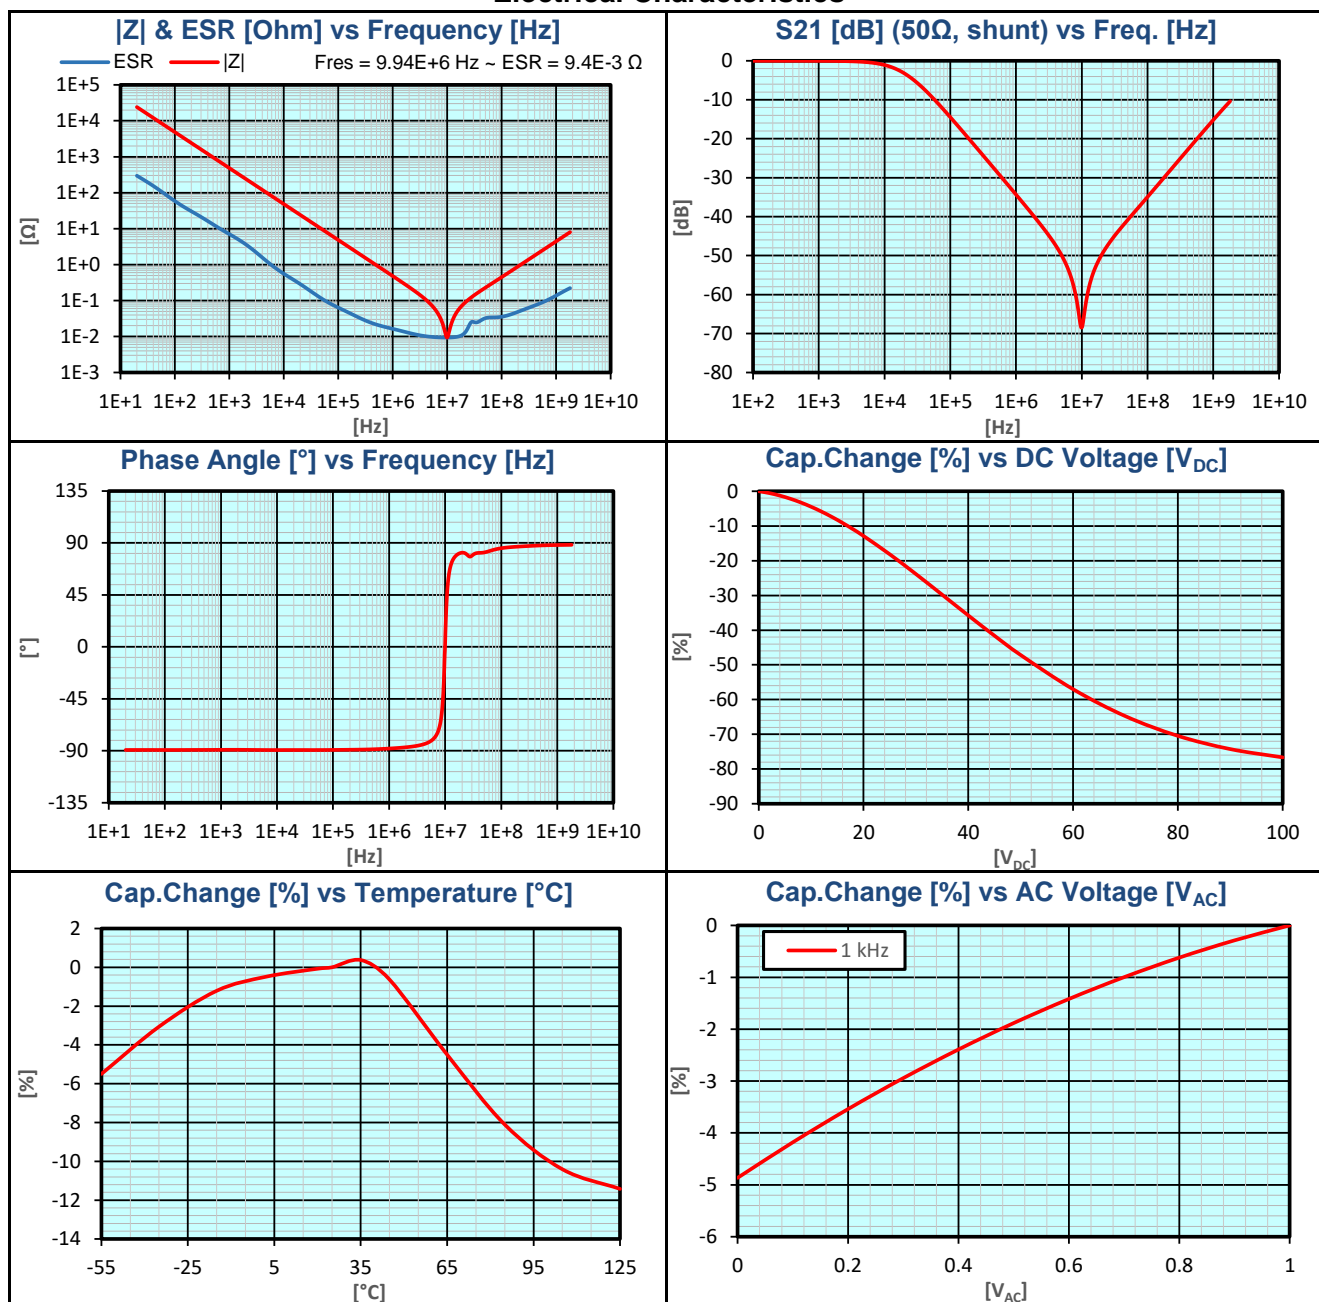 |Z| & ESR [Ohm] vs Frequency [Hz]
ESR |Z| Fres = 9.94E+6 Hz ~ ESR = 9.4E-3 Ω
1E+5
1E+4
1E+3
1E+2
1E+1
1E+0
1E-1
1E-2
1E-3
[Ω]
1E+1 1E+2 1E+3 1E+4 1E+5 1E+6 1E+7 1E+8 1E+9 1E+10
[Hz]
S21 [dB] (50Ω, shunt) vs Freq. [Hz]
0
-10
-20
-30
-40
-50
-60
-70
-80
[dB]
1E+2 1E+3 1E+4 1E+5 1E+6 1E+7 1E+8 1E+9 1E+10
[Hz]
Phase Angle [°] vs Frequency [Hz]
135
90
45
0
-45
-90
-135
[°]
1E+1 1E+2 1E+3 1E+4 1E+5 1E+6 1E+7 1E+8 1E+9 1E+10
[Hz]
Cap.Change [%] vs DC Voltage [VDC]
0
-10
-20
-30
-40
-50
-60
-70
-80
-90
[%]
0 20 40 60 80 100
[VDC]
Cap.Change [%] vs Temperature [°C]
2
0
-2
-4
-6
-8
-10
-12
-14
[%]
-55 -25 5 35 65 95 125
[°C]
Cap.Change [%] vs AC Voltage [VAC]
1 kHz
0
-1
-2
-3
-4
-5
-6
[%]
0 0.2 0.4 0.6 0.8 1
[VAC]